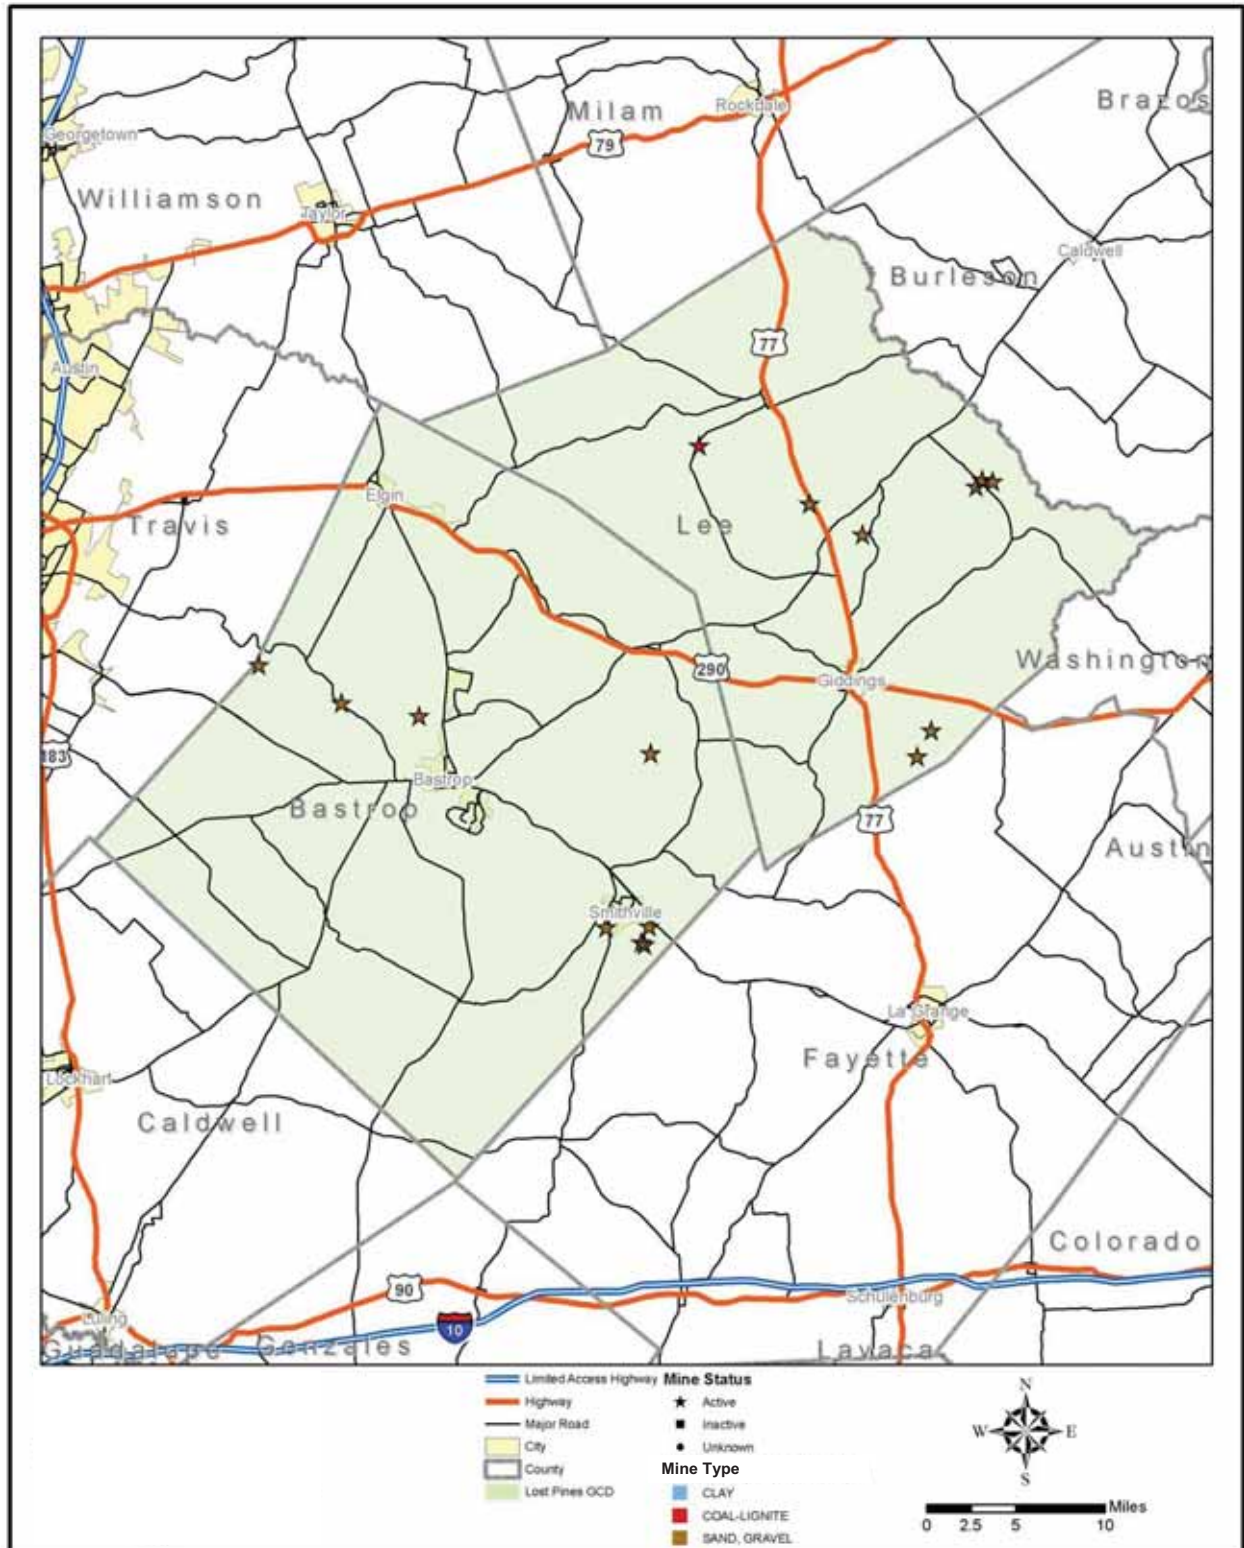 Milam
Rockdale
Brazos
Georgetown
79
Williamson
Taylor
Caldwell
Burleson
77
Austin
Elgin
Travis
Lee
Washington
290
Giddings
183
Bastrop
Bastrop
77
Austin
Smithville
La Grange
Fayette
Lockhart
Caldwell
Colorado
90
Schulenburg
Luling
10
Guadalupe
Gonzales
Lavaca
Limited Access Highway
Highway
Major Road
City
County
Lost Pines GCD
Mine Status
Active
Inactive
Unknown
Mine Type
CLAY
COAL-LIGNITE
SAND, GRAVEL
N
W E
S
Miles
0 2.5 5 10